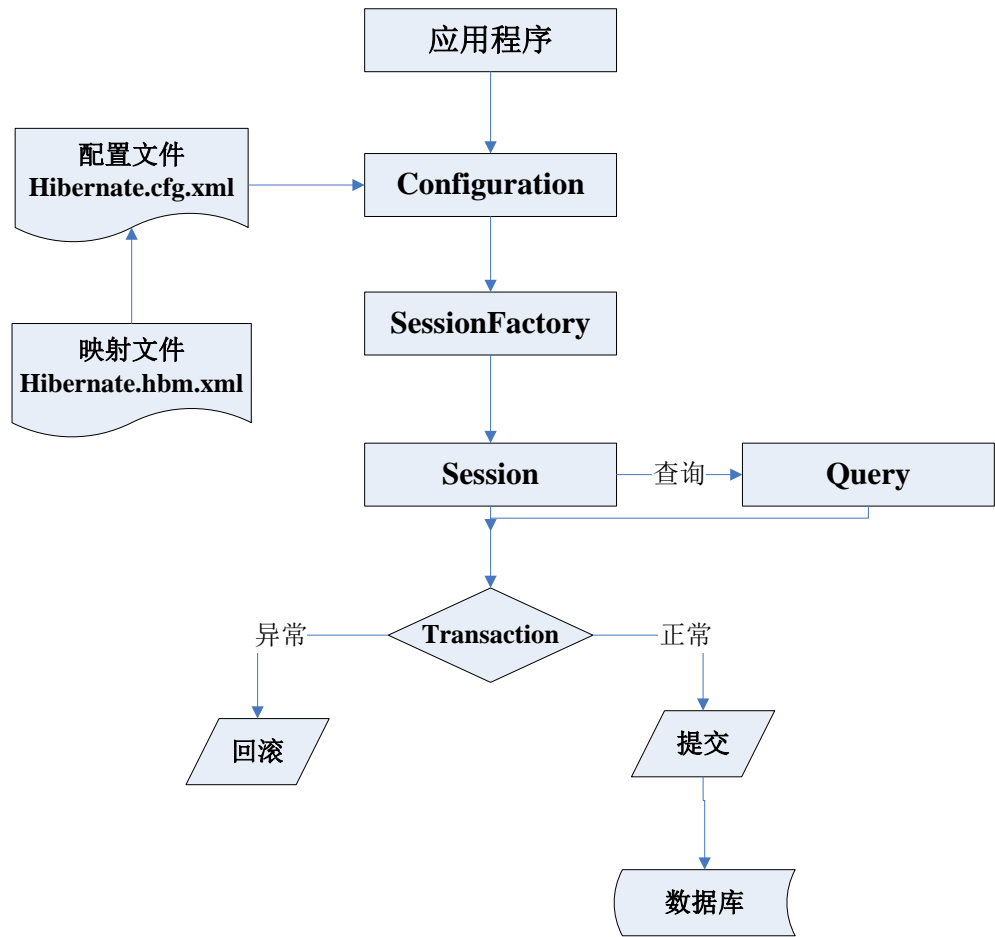 应用程序
配置文件
Hibernate.cfg.xml
Configuration
映射文件
Hibernate.hbm.xml
SessionFactory
Session
查询
Query
Transaction
异常
正常
回滚
提交
数据库